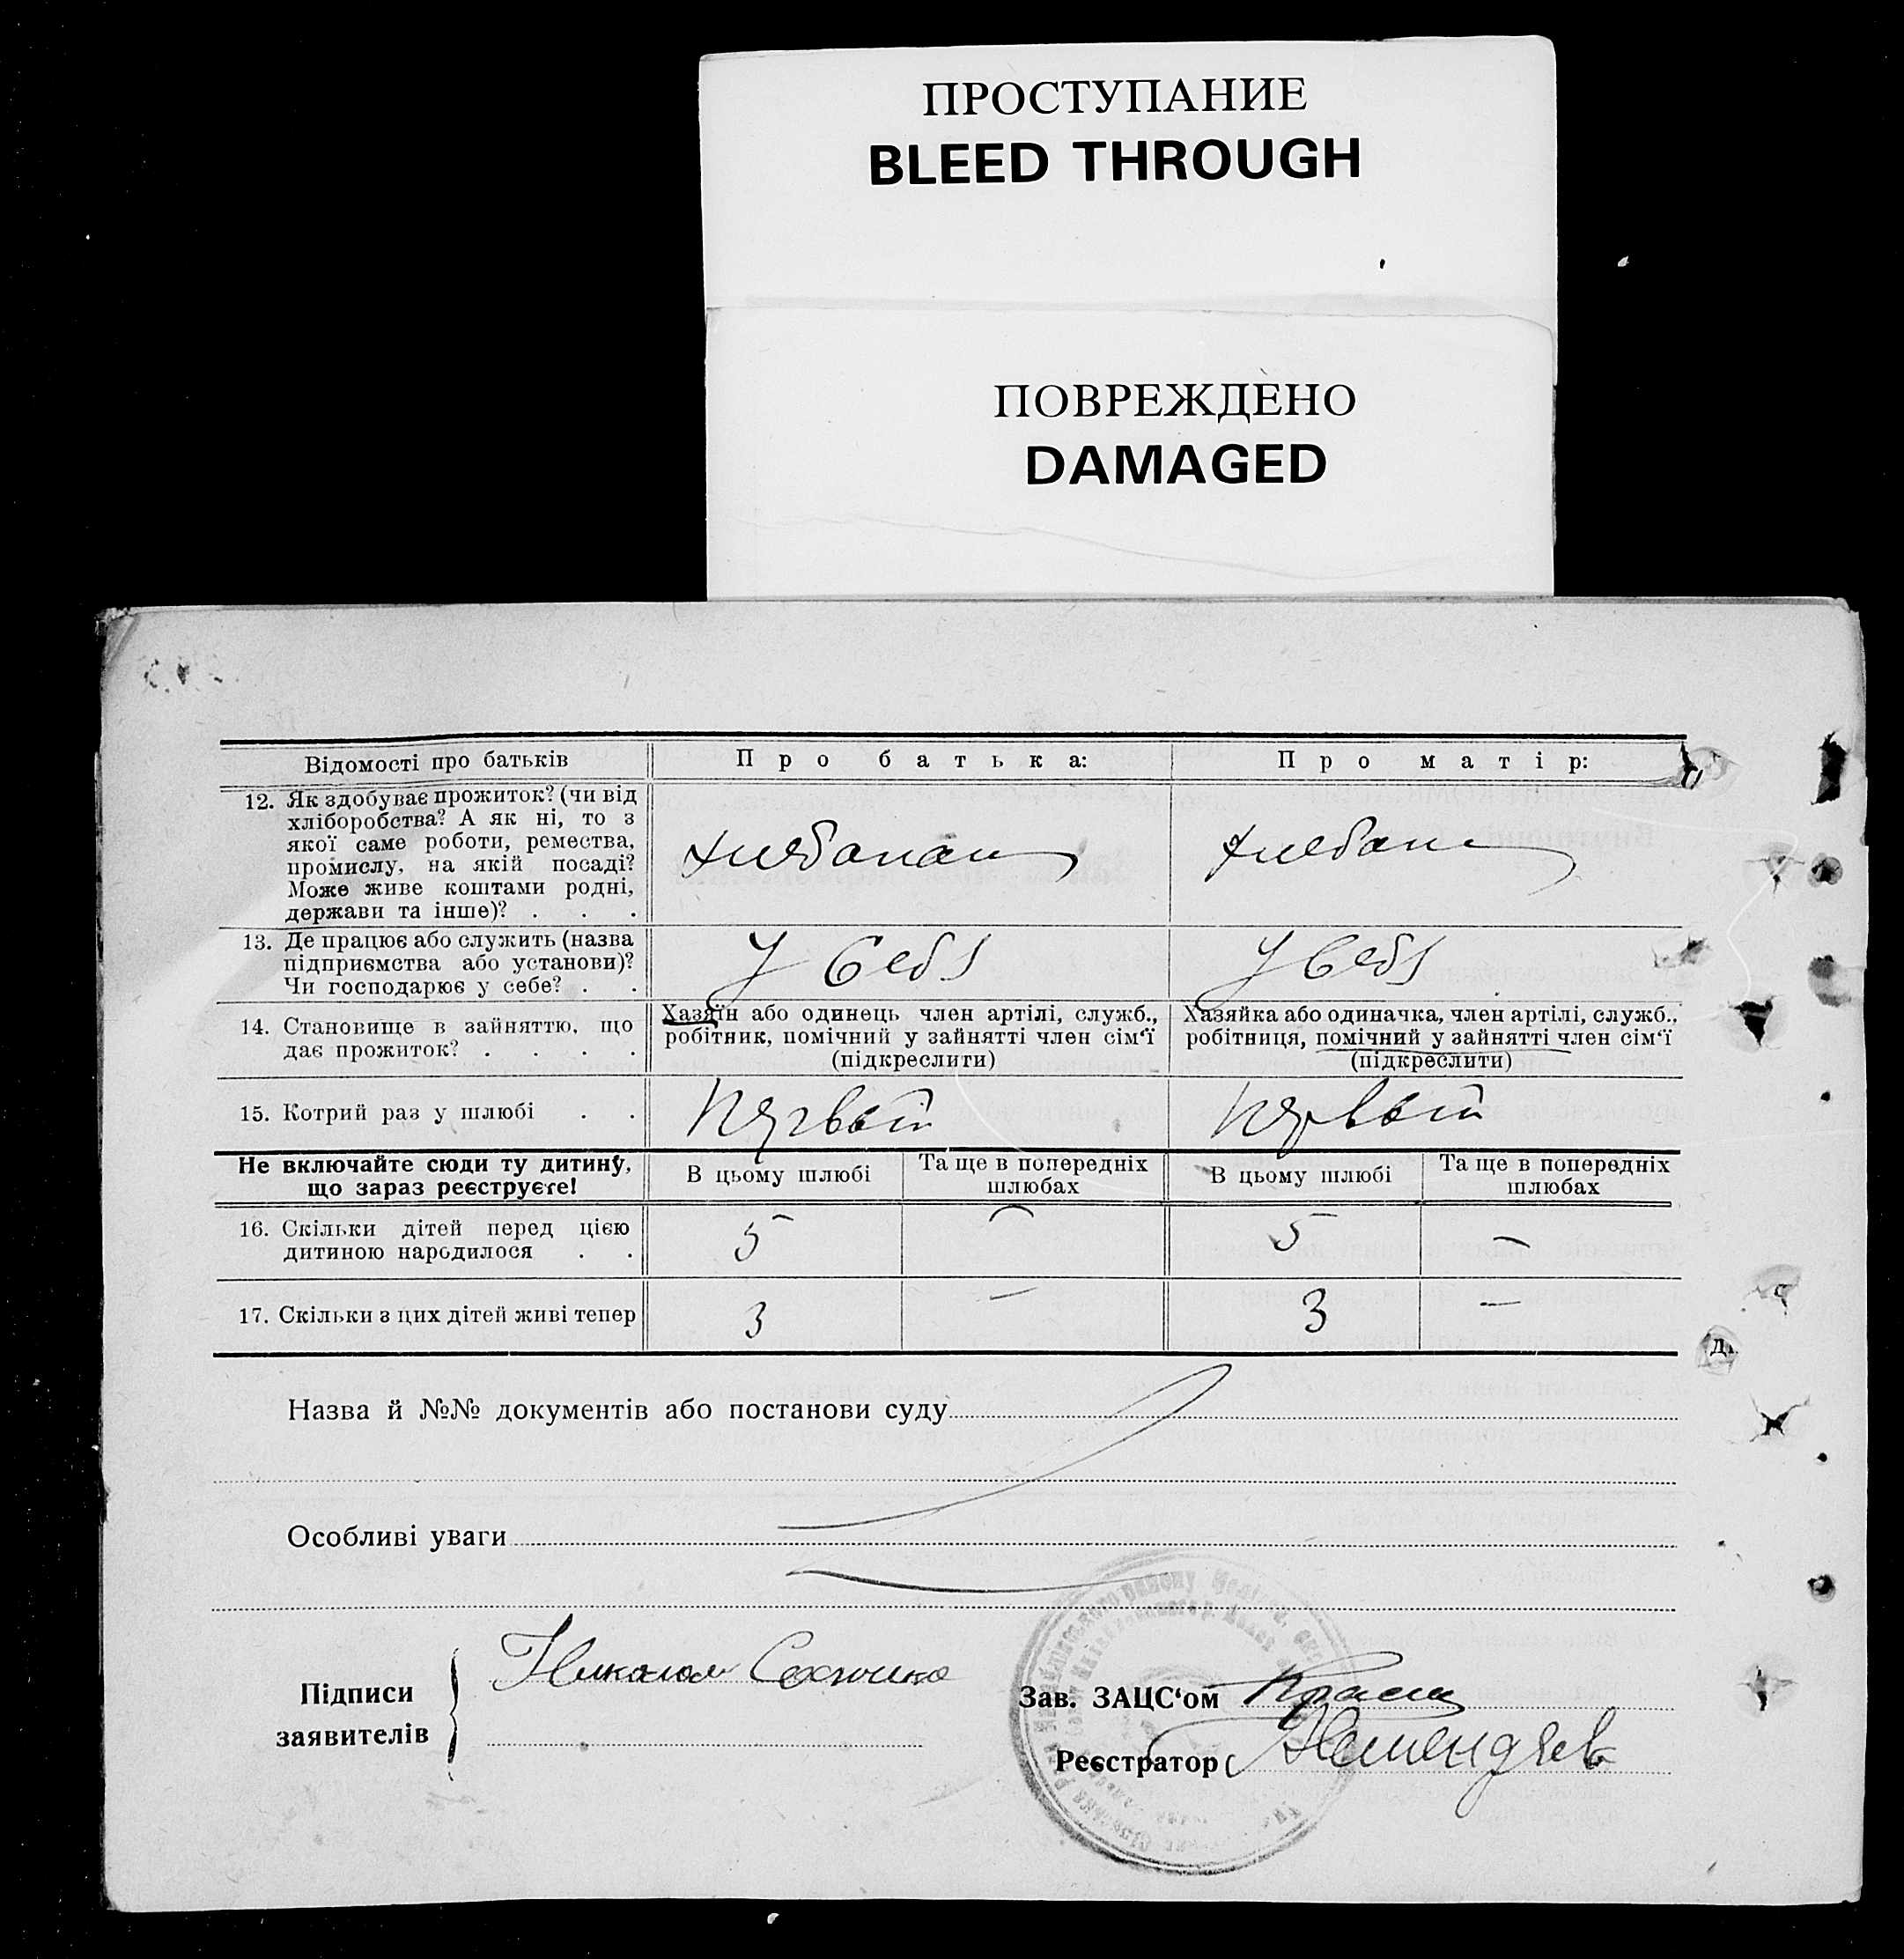 ПРОСТУПАНИЕ
BLEED THROUGH
ПОВРЕЖДЕНО
DAMAGED
Відомості про батьків
Про батька:
Про матір:
12. Як здобуває прожиток? (чи від
хліборобства? А як ні, то з
якої саме роботи, ремества,
промислу, на якій посаді?
Може живе коштами родні,
держави та інше)? . . .
13. Де працює або служить (назва
підприємства або установи)?
Чи господарює у себе? . .
У себ
У себ
14. Становище в зайняттю, що
дає прожиток? . . . .
Хазяїн або одинець член артілі, служб.,
робітник, помічний у зайнятті член сім‘ї
(підкреслити)
Хазяйка або одиначка, член артілі, служб.,
робітниця, помічний у зайнятті член сім‘ї
(підкреслити)
15. Котрий раз у шлюбі . .
Не включайте сюди ту дитину,
що зараз реєструєте!
В цьому шлюбі
Та ще в попередніх
шлюбах
В цьому шлюбі
Та ще в попередніх
шлюбах
16. Скільки дітей перед цією
дитиною народилося . .
5
—
5
—
17. Скільки з цих дітей живі тепер
3
—
3
—
Назва й №№ документів або постанови суду
Особливі уваги
Підписи
заявителів
Зав. ЗАЦС‘ом
Реєстратор